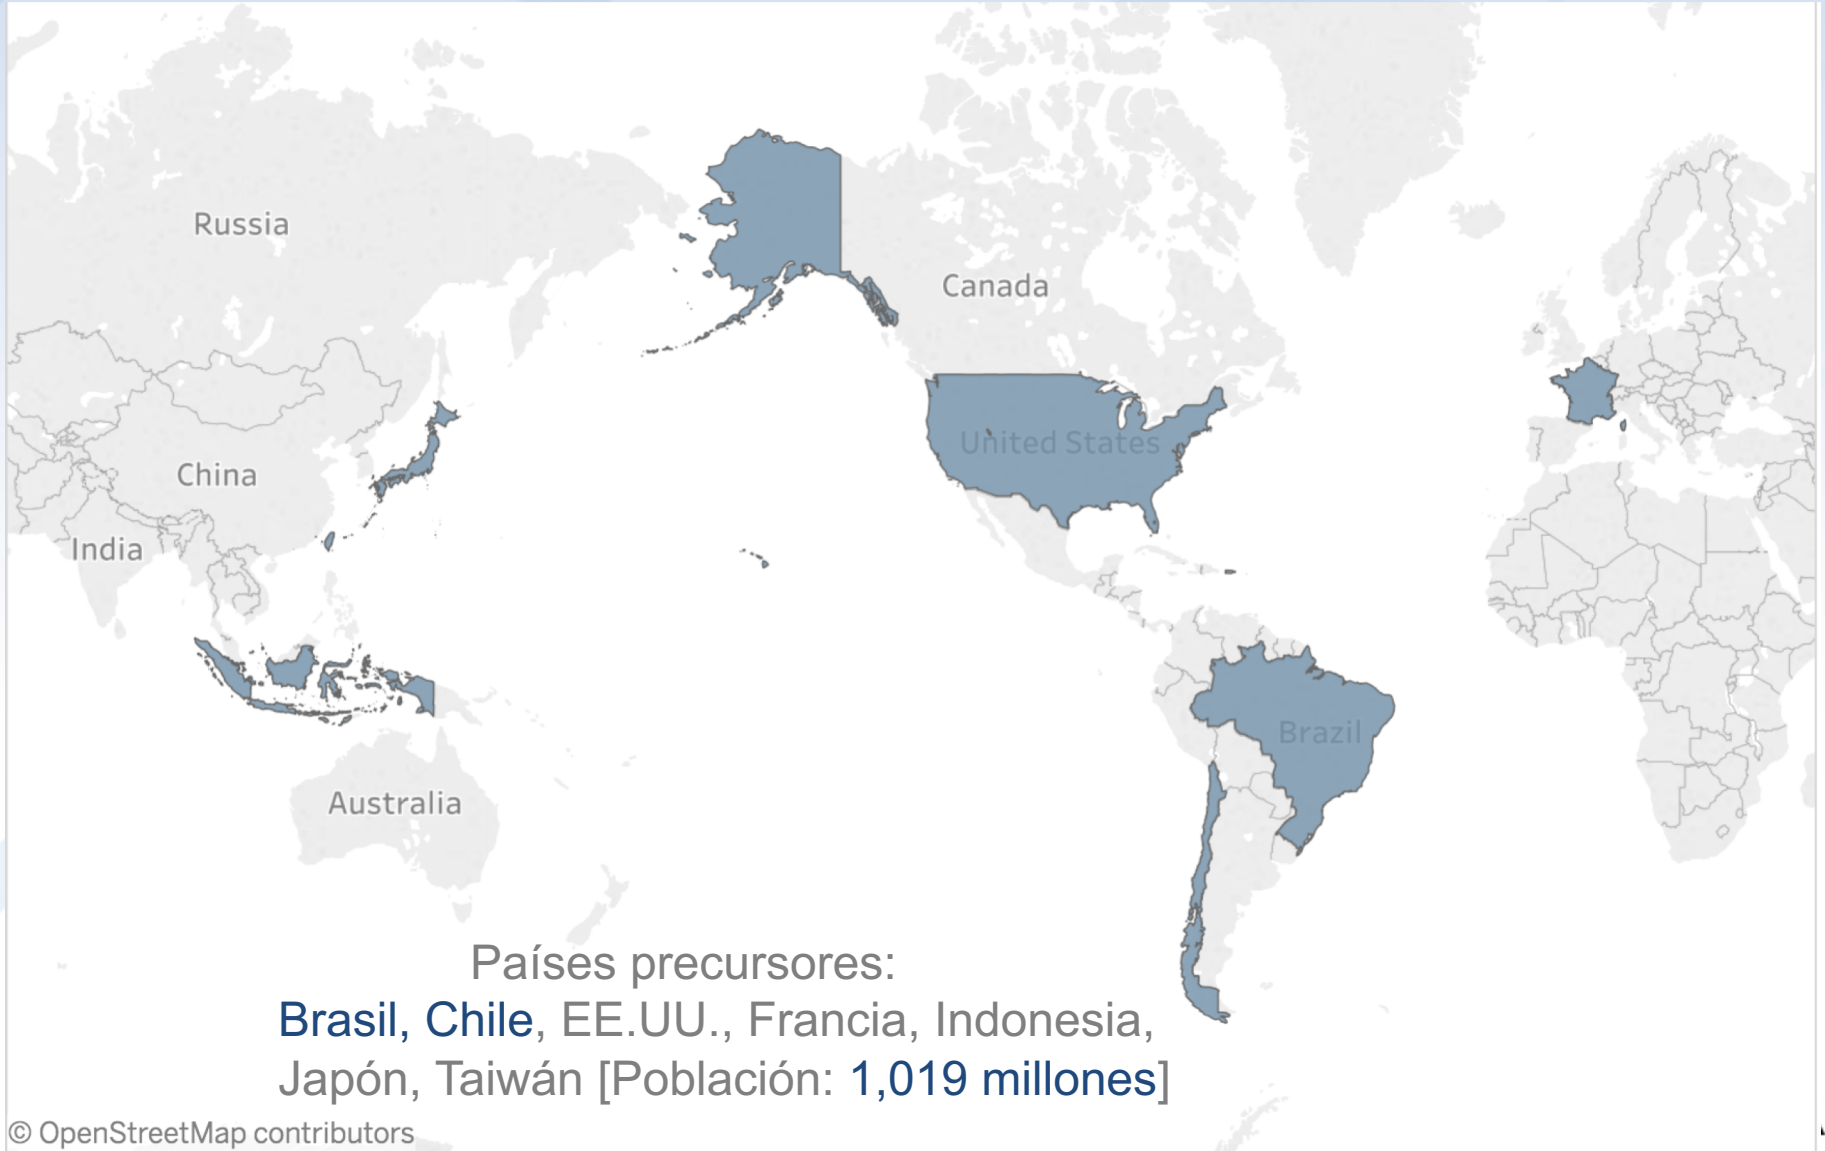 Russia
Canada
United States
China
India
Brazil
Australia
Países precursores:
Brasil, Chile, EE.UU., Francia, Indonesia,
Japón, Taiwán [Población: 1,019 millones]
© OpenStreetMap contributors